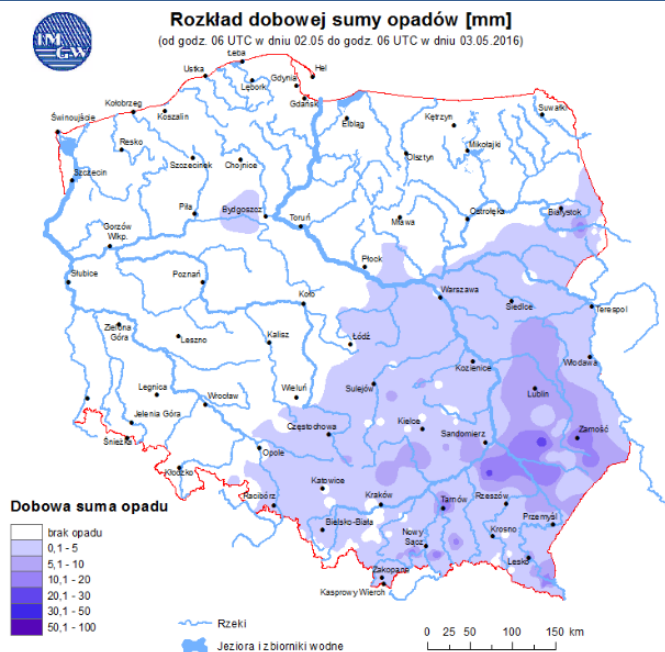 IM
GW
Rozkład dobowej sumy opadów [mm]
(od godz. 06 UTC w dniu 02.05 do godz. 06 UTC w dniu 03.05.2016)
Łeba
Hel
Ustka
Lębork
Gdynia
Gdańsk
Kołobrzeg
Koszalin
Świnoujście
Elbląg
Kętrzyn
Suwałki
Resko
Szczecinek
Chojnice
Olsztyn
Mikołajki
Szczecin
Piła
Bydgoszcz
Toruń
Mława
Ostrołęka
Białystok
Gorzów
Wlkp.
Płock
Słubice
Poznań
Koło
Warszawa
Siedlce
Terespol
Zielona
Góra
Leszno
Kalisz
Łódź
Kozienice
Włodawa
Legnica
Wrocław
Wieluń
Sulejów
Lublin
Jelenia Góra
Częstochowa
Kielce
Sandomierz
Zamość
Śnieżka
Opole
Kłodzko
Katowice
Kraków
Tarnów
Rzeszów
Racibórz
Bielsko-Biała
Nowy
Sącz
Krosno
Przemyśl
Zakopane
Lesko
Kasprowy Wierch
Dobowa suma opadu
brak opadu
0,1 - 5
5,1 - 10
10,1 - 20
20,1 - 30
30,1 - 50
50,1 - 100
Rzeki
Jeziora i zbiorniki wodne
0 25 50 100 150 km